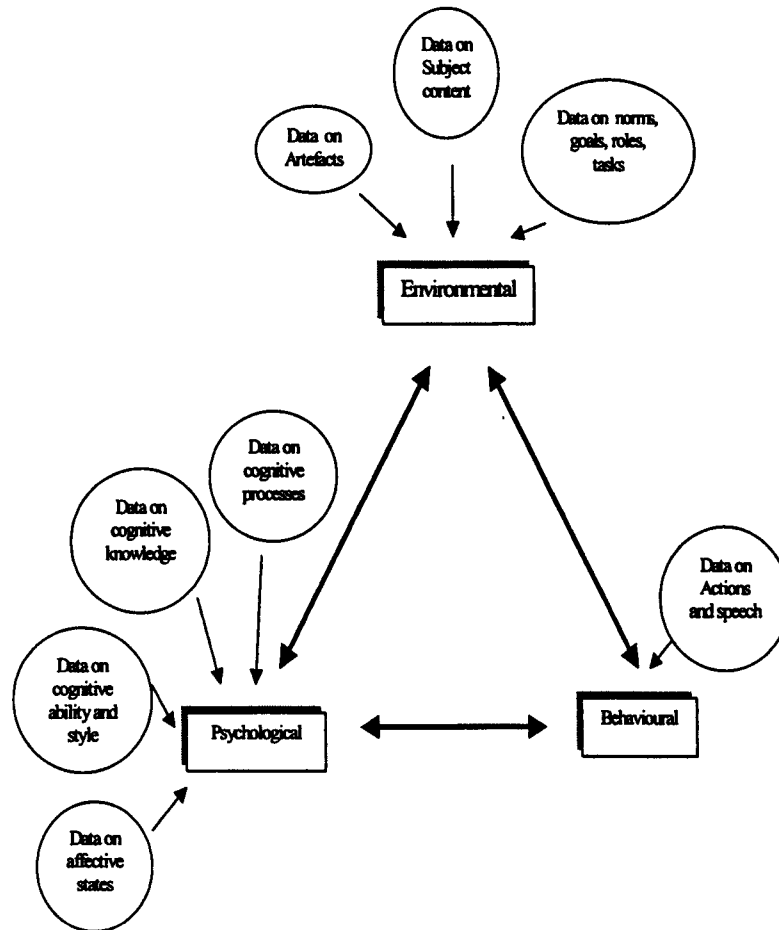 Data on
Subject
content
Data on
Artefacts
Data on norms,
goals, roles,
tasks
Environmental
Data on
cognitive
processes
Data on
cognitive
knowledge
Data on
Actions
and speech
Data on
cognitive
ability and
style
Psychological
Behavioural
Data on
affective
states